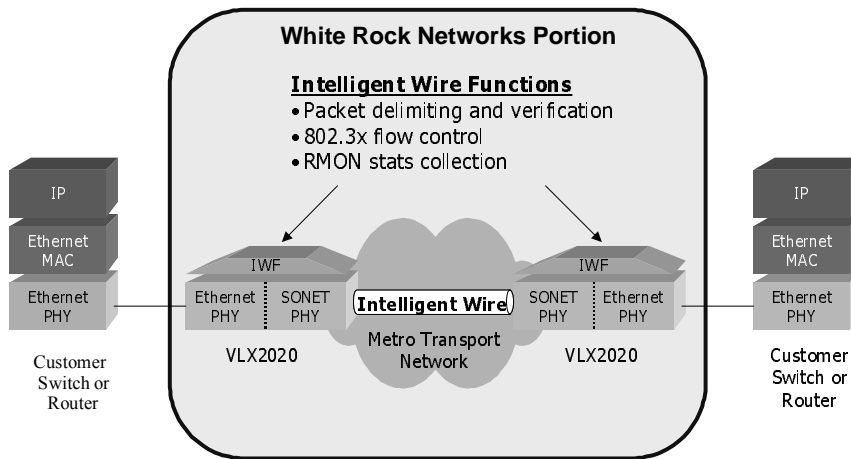 White Rock Networks Portion
Intelligent Wire Functions
• Packet delimiting and verification
• 802.3x flow control
• RMON stats collection
IP
Ethernet
MAC
Ethernet
PHY
Customer
Switch or
Router
IWF
Ethernet
PHY
SONET
PHY
VLX2020
Intelligent Wire
Metro Transport
Network
IWF
SONET
PHY
Ethernet
PHY
VLX2020
IP
Ethernet
MAC
Ethernet
PHY
Customer
Switch or
Router